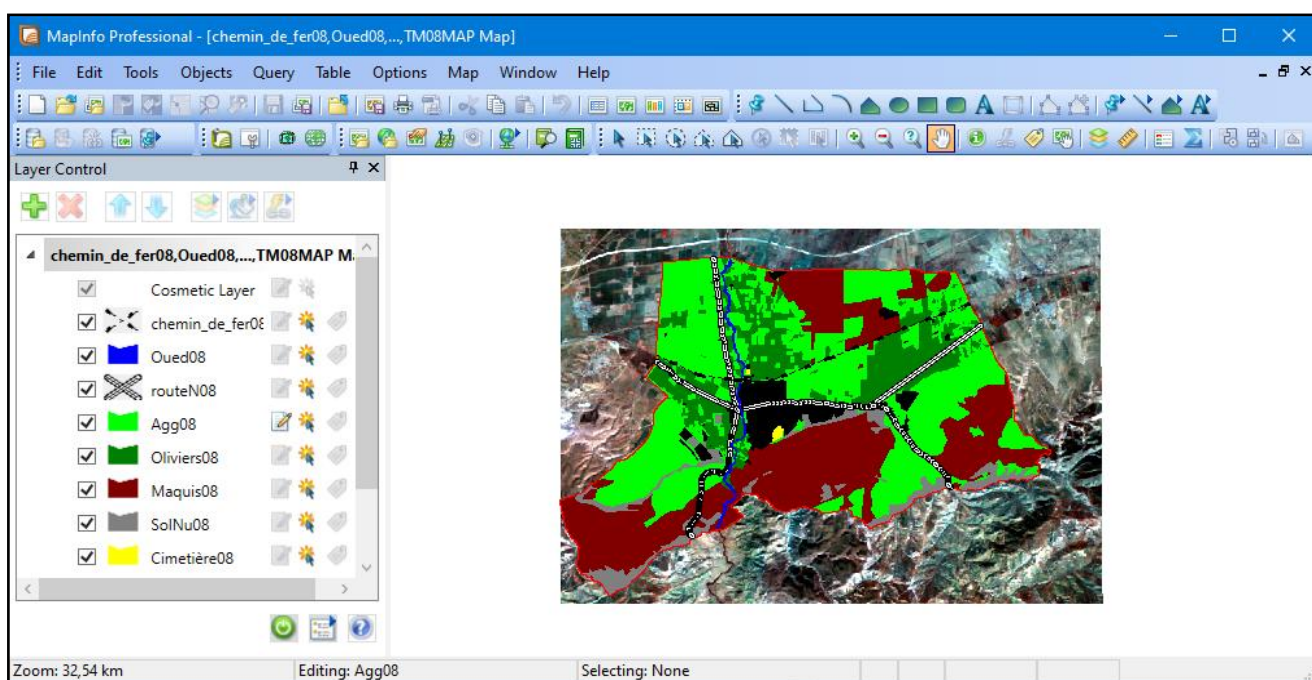 MapInfo Professional - [chemin_de_fer08,Oued08,...,TM08MAP Map]
File Edit Tools Objects Query Table Options Map Window Help
Layer Control
chemin_de_fer08,Oued08,...,TM08MAP M
Cosmetic Layer
chemin_de_fer08
Oued08
routeN08
Agg08
Oliviers08
Maquis08
SolNu08
Cimetière08
Zoom: 32,54 km Editing: Agg08 Selecting: None